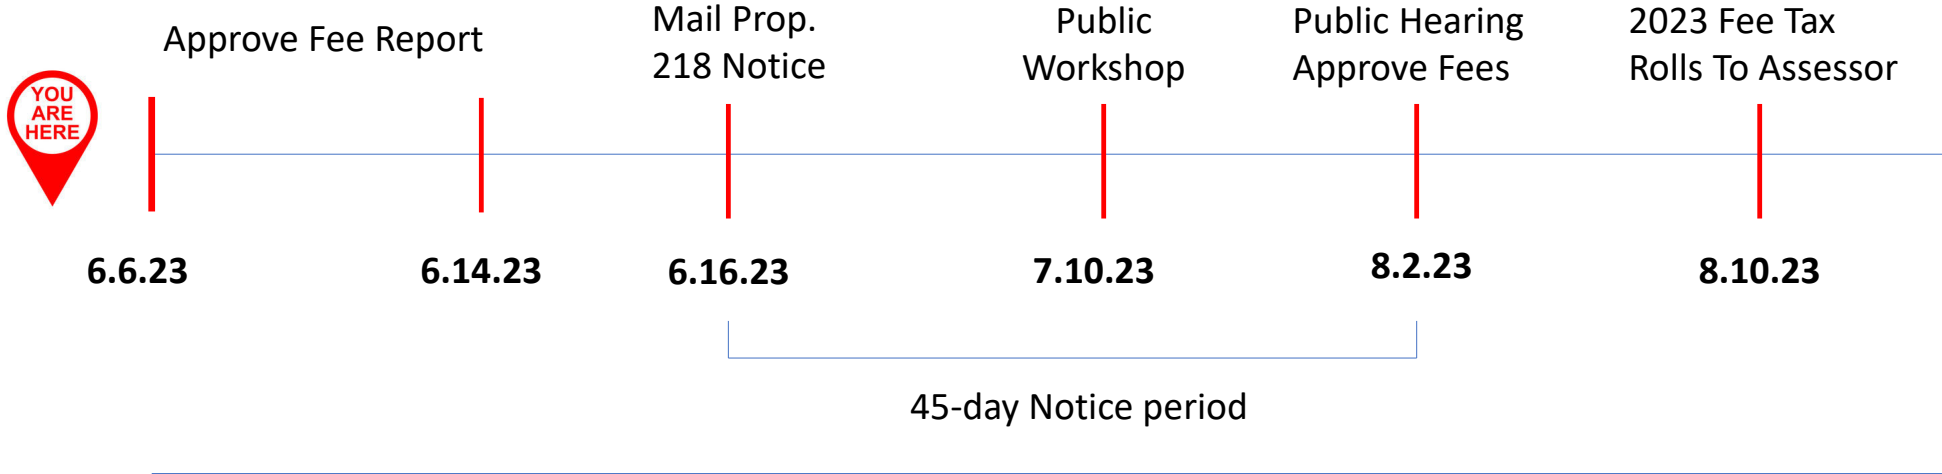 Approve Fee Report
Mail Prop.
218 Notice
Public
Workshop
Public Hearing
Approve Fees
2023 Fee Tax
Rolls To Assessor
YOU
ARE
HERE
6.6.23
6.14.23
6.16.23
7.10.23
8.2.23
8.10.23
45-day Notice period